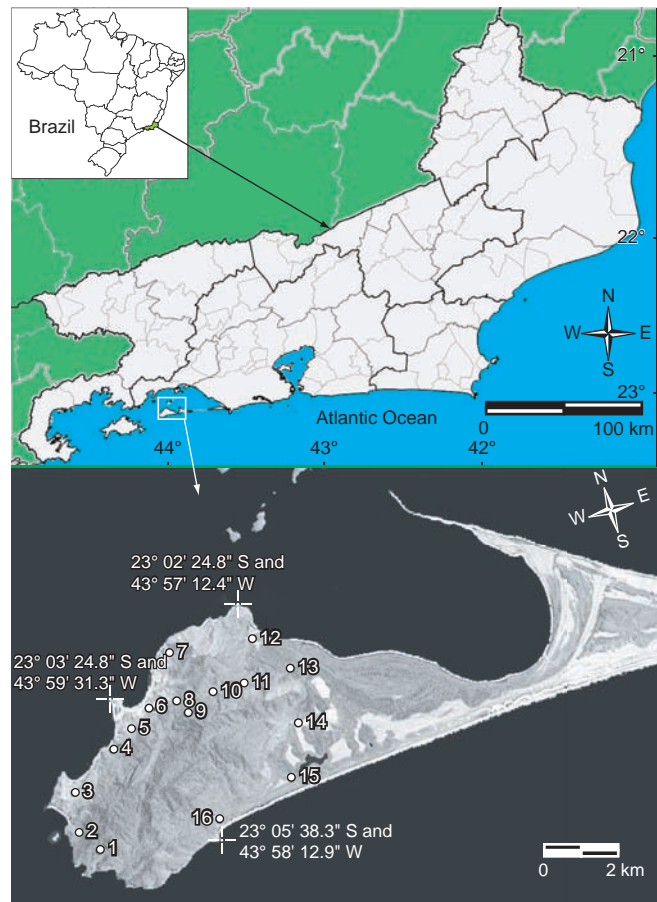 Brazil
21°
22°
N
W E
S
23°
Atlantic Ocean
0 100 km
44° 43° 42°
N
W E
S
23° 02' 24.8" S and
43° 57' 12.4" W
23° 03' 24.8" S and
43° 59' 31.3" W
7
12
13
11
10
8
6
9
5
14
4
15
3
16
2
1
23° 05' 38.3" S and
43° 58' 12.9" W
0 2 km